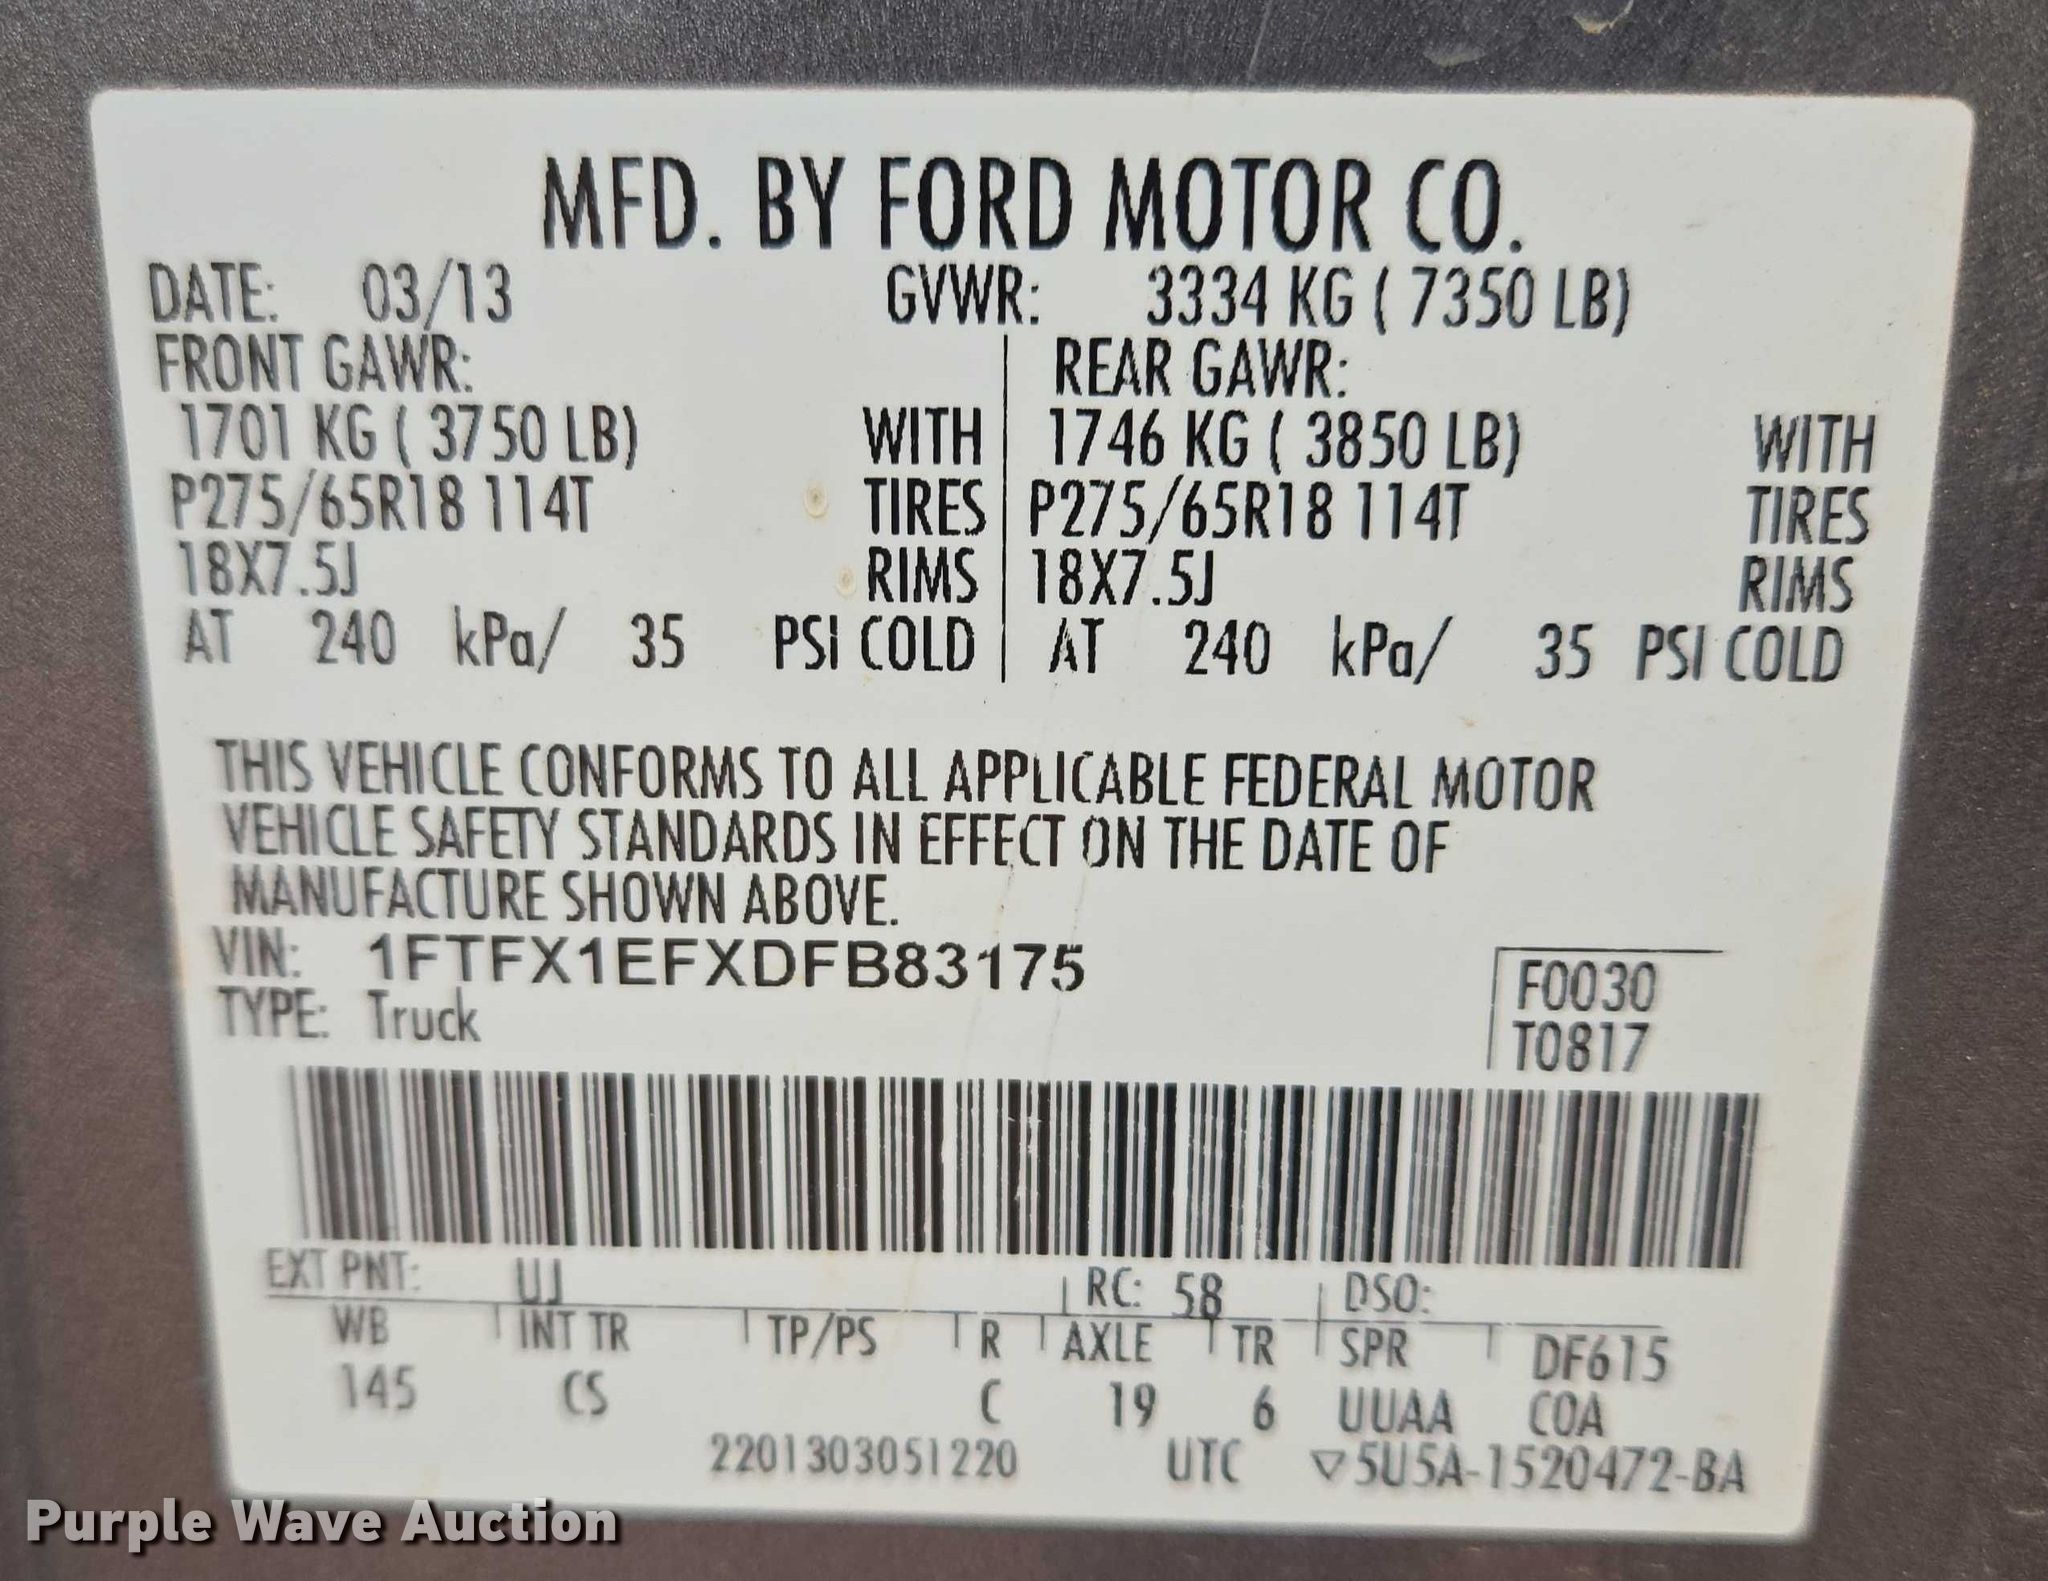 MFD. BY FORD MOTOR CO.
DATE: 03/13 GVWR: 3334 KG ( 7350 LB)
FRONT GAWR: REAR GAWR:
1701 KG ( 3750 LB) WITH 1746 KG ( 3850 LB) WITH
P275/65R18 114T TIRES P275/65R18 114T TIRES
18X7.5J RIMS 18X7.5J RIMS
AT 240 kPa/ 35 PSI COLD AT 240 kPa/ 35 PSI COLD
THIS VEHICLE CONFORMS TO ALL APPLICABLE FEDERAL MOTOR
VEHICLE SAFETY STANDARDS IN EFFECT ON THE DATE OF
MANUFACTURE SHOWN ABOVE.
VIN: 1FTFX1EFXDFB83175
TYPE: Truck
F0030
T0817
EXT PNT: UJ RC: 58 DSO:
WB INT TR TP/PS R AXLE TR SPR DF615
145 CS C 19 6 UUAA COA
2201303051220 UTC ▽5U5A-1520472-BA
Purple Wave Auction